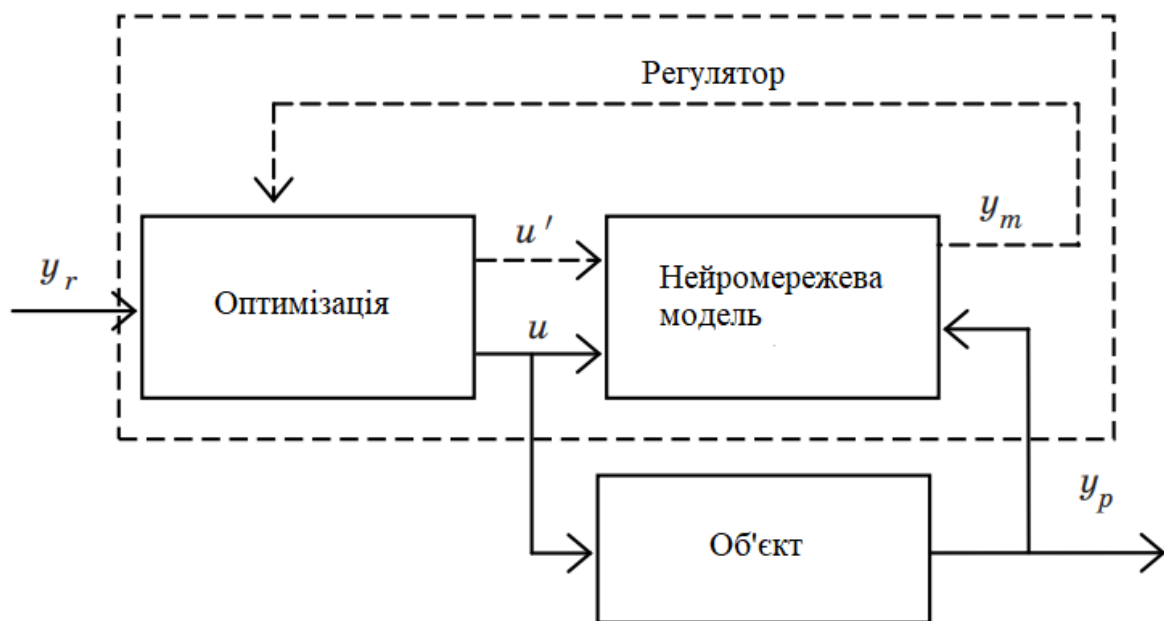 Регулятор
y_r
Оптимізація
u'
u
Нейромережева
модель
y_m
Об'єкт
y_p